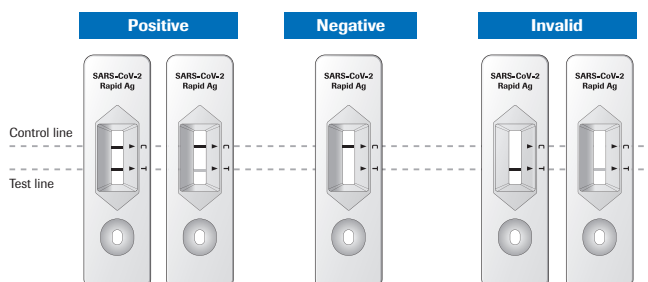 Positive
Negative
Invalid
SARS-CoV-2
Rapid Ag
SARS-CoV-2
Rapid Ag
SARS-CoV-2
Rapid Ag
SARS-CoV-2
Rapid Ag
SARS-CoV-2
Rapid Ag
Control line
C
C
C
C
C
Test line
T
T
T
T
T